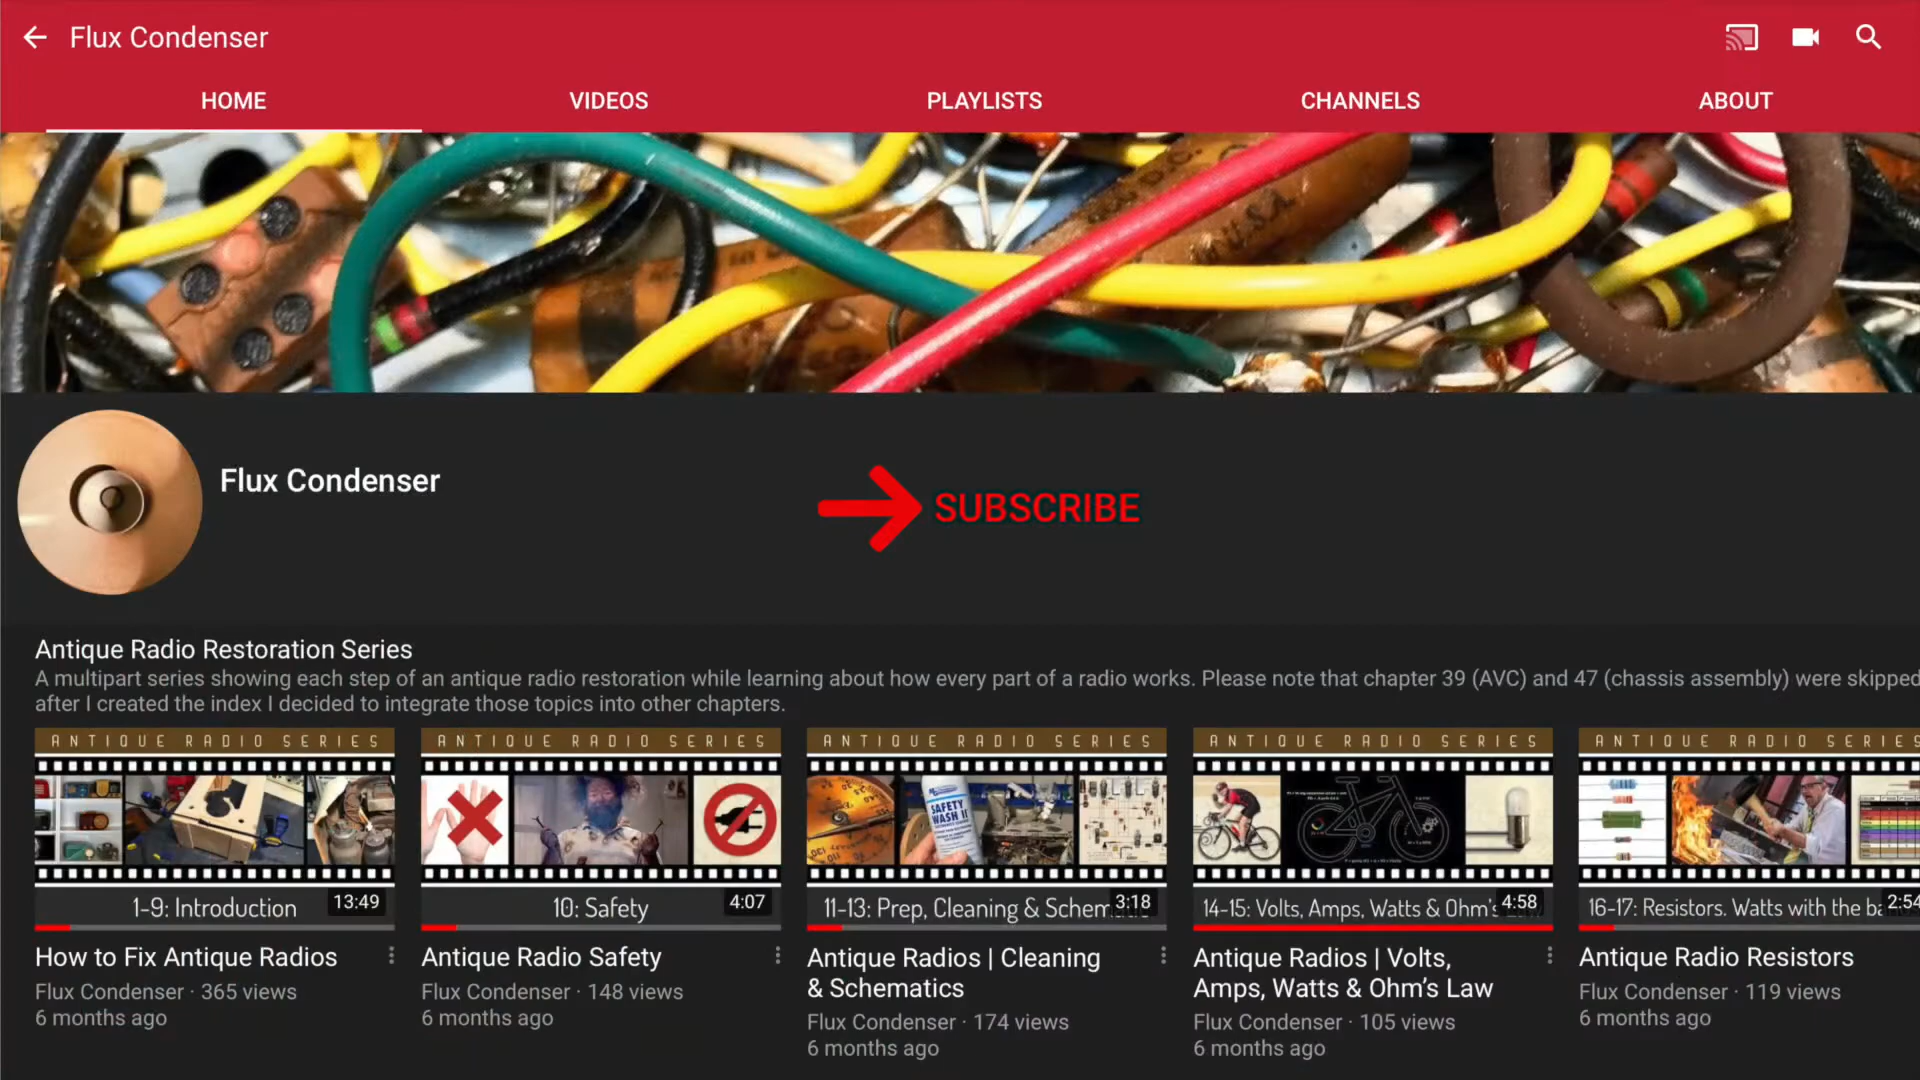 Flux Condenser
HOME VIDEOS PLAYLISTS CHANNELS ABOUT
U.S.A.
Flux Condenser
SUBSCRIBE
Antique Radio Restoration Series
A multipart series showing each step of an antique radio restoration while learning about how every part of a radio works. Please note that chapter 39 (AVC) and 47 (chassis assembly) were skipped
after I created the index I decided to integrate those topics into other chapters.
ANTIQUE RADIO SERIES
SAFETY
WASH II
1-9: Introduction
13:49
How to Fix Antique Radios
Flux Condenser · 365 views
6 months ago
ANTIQUE RADIO SERIES
10: Safety
4:07
Antique Radio Safety
Flux Condenser · 148 views
6 months ago
ANTIQUE RADIO SERIES
11-13: Prep, Cleaning &
3:18
Antique Radios | Cleaning
& Schematics
Flux Condenser · 174 views
6 months ago
ANTIQUE RADIO SERIES
14-15: Volts, Amps, Watts &
4:58
Antique Radios | Volts,
Amps, Watts & Ohm’s Law
Flux Condenser · 105 views
6 months ago
ANTIQUE RADIO SERIES
16-17: Resistors. Watts with the
2:54
Antique Radio Resistors
Flux Condenser · 119 views
6 months ago